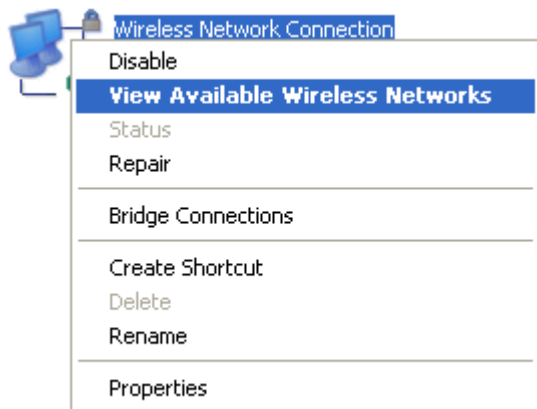 Wireless Network Connection
Disable
View Available Wireless Networks
Status
Repair
Bridge Connections
Create Shortcut
Delete
Rename
Properties